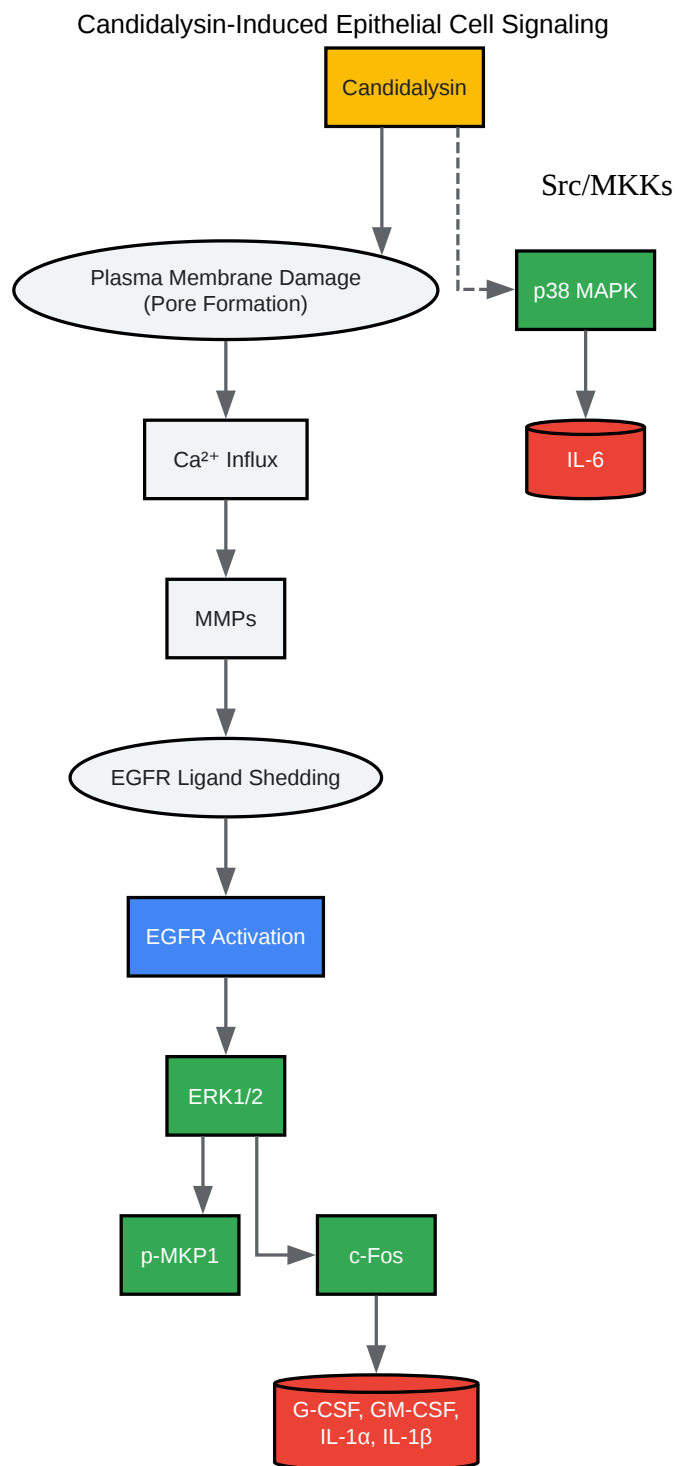 Candidalysin-Induced Epithelial Cell Signaling
Candidalysin
Src/MKKs
Plasma Membrane Damage
(Pore Formation)
p38 MAPK
Ca²⁺ Influx
IL-6
MMPs
EGFR Ligand Shedding
EGFR Activation
ERK1/2
p-MKP1
c-Fos
G-CSF, GM-CSF,
IL-1α, IL-1β